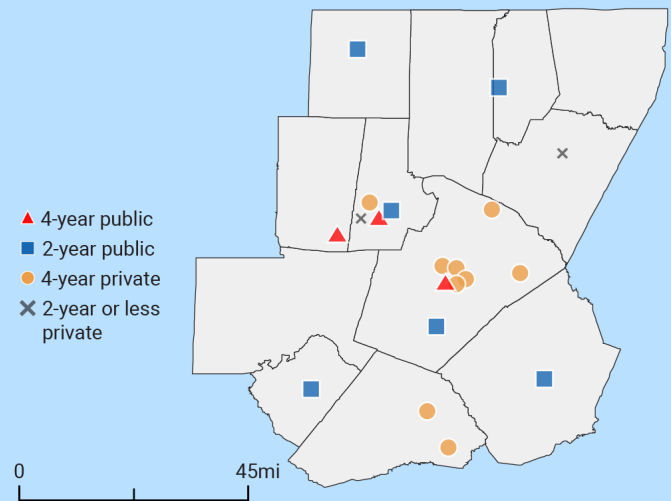 4-year public
2-year public
4-year private
2-year or less
private
0 45mi